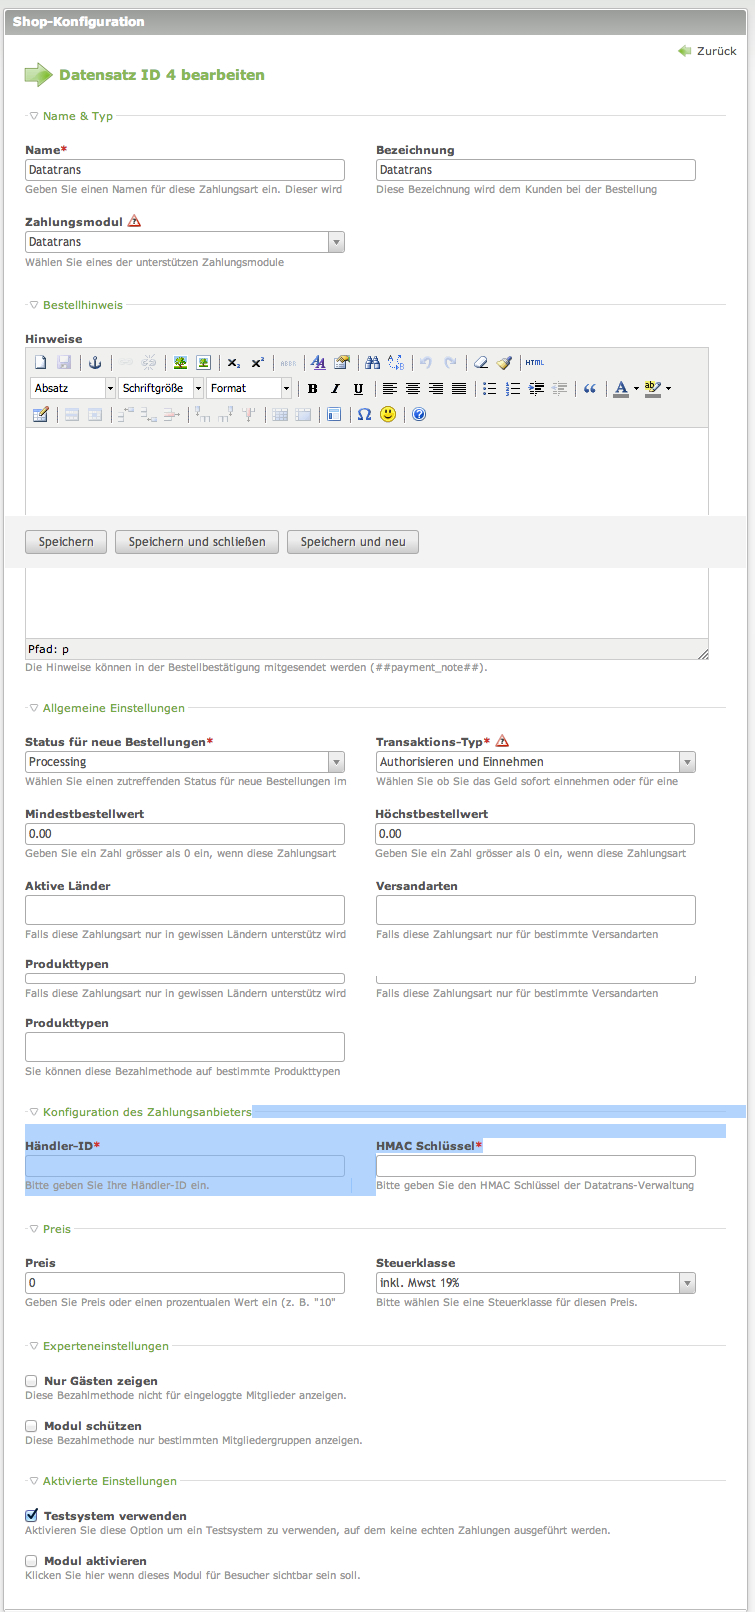 Shop-Konfiguration
Zurück
Datensatz ID 4 bearbeiten
Name & Typ
Name* Bezeichnung
Datatrans Datatrans
Geben Sie einen Namen für diese Zahlungsart ein. Dieser wird Diese Bezeichnung wird dem Kunden bei der Bestellung
Zahlungsmodul
Datatrans
Wählen Sie eines der unterstützen Zahlungsmodule
Bestellhinweis
Hinweise
HTML
Absatz Schriftgröße Format B I U
Speichern Speichern und schließen Speichern und neu
Pfad: p
Die Hinweise können in der Bestellbestätigung mitgesendet werden (##payment_note##).
Allgemeine Einstellungen
Status für neue Bestellungen* Transaktions-Typ*
Processing Authorisieren und Einnehmen
Wählen Sie einen zutreffenden Status für neue Bestellungen im Wählen Sie ob Sie das Geld sofort einnehmen oder für eine
Mindestbestellwert Höchstbestellwert
0.00 0.00
Geben Sie ein Zahl grösser als 0 ein, wenn diese Zahlungsart Geben Sie ein Zahl grösser als 0 ein, wenn diese Zahlungsart
Aktive Länder Versandarten
Falls diese Zahlungsart nur in gewissen Ländern unterstütz wird Falls diese Zahlungsart nur für bestimmte Versandarten
Produkttypen
Falls diese Zahlungsart nur in gewissen Ländern unterstütz wird Falls diese Zahlungsart nur für bestimmte Versandarten
Produkttypen
Sie können diese Bezahlmethode auf bestimmte Produkttypen
Konfiguration des Zahlungsanbieters
Händler-ID* HMAC Schlüssel*
Bitte geben Sie Ihre Händler-ID ein. Bitte geben Sie den HMAC Schlüssel der Datatrans-Verwaltung
Preis
Preis Steuerklasse
0 inkl. Mwst 19%
Geben Sie Preis oder einen prozentualen Wert ein (z. B. "10" Bitte wählen Sie eine Steuerklasse für diesen Preis.
Experteneinstellungen
Nur Gästen zeigen
Diese Bezahlmethode nicht für eingeloggte Mitglieder anzeigen.
Modul schützen
Diese Bezahlmethode nur bestimmten Mitgliedergruppen anzeigen.
Aktivierte Einstellungen
Testsystem verwenden
Aktivieren Sie diese Option um ein Testsystem zu verwenden, auf dem keine echten Zahlungen ausgeführt werden.
Modul aktivieren
Klicken Sie hier wenn dieses Modul für Besucher sichtbar sein soll.